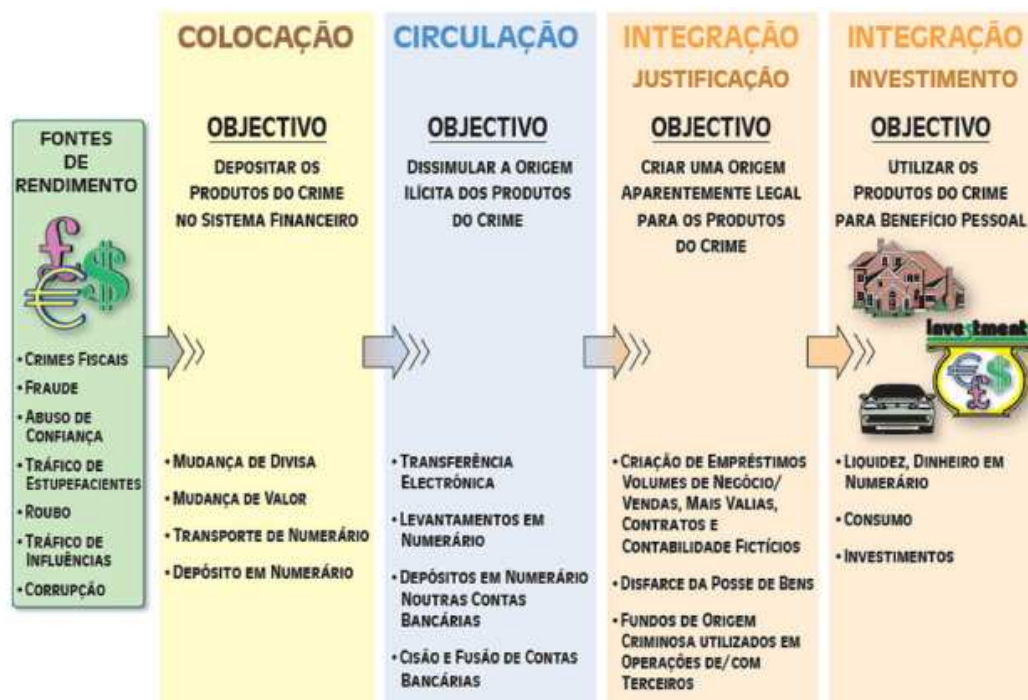 FONTES
DE
RENDIMENTO
• CRIMES FISCAIS
• FRAUDE
• ABUSO DE
CONFIANÇA
• TRÁFICO DE
ESTUPEFACIENTES
• ROUBO
• TRÁFICO DE
INFLUÊNCIAS
• CORRUPÇÃO
COLOCAÇÃO
OBJECTIVO
DEPOSITAR OS
PRODUTOS DO CRIME
NO SISTEMA FINANCEIRO
• MUDANÇA DE DIVISA
• MUDANÇA DE VALOR
• TRANSPORTE DE NUMERÁRIO
• DEPÓSITO EM NUMERÁRIO
CIRCULAÇÃO
OBJECTIVO
DISSIMULAR A ORIGEM
ILÍCITA DOS PRODUTOS
DO CRIME
• TRANSFERÊNCIA
ELECTRÓNICA
• LEVANTAMENTOS EM
NUMERÁRIO
• DEPÓSITOS EM NUMERÁRIO
NOUTRAS CONTAS
BANCÁRIAS
• CISÃO E FUSÃO DE CONTAS
BANCÁRIAS
INTEGRAÇÃO
JUSTIFICAÇÃO
OBJECTIVO
CRIAR UMA ORIGEM
APARENTEMENTE LEGAL
PARA OS PRODUTOS
DO CRIME
• CRIAÇÃO DE EMPRÉSTIMOS
VOLUMES DE NEGÓCIO/
VENDAS, MAIS VALIAS,
CONTRATOS E
CONTABILIDADE FICTÍCIOS
• DISFARCE DA POSSE DE BENS
• FUNDOS DE ORIGEM
CRIMINOSA UTILIZADOS EM
OPERAÇÕES DE/COM
TERCEIROS
INTEGRAÇÃO
INVESTIMENTO
OBJECTIVO
UTILIZAR OS
PRODUTOS DO CRIME
PARA BENEFÍCIO PESSOAL
investment
• LIQUIDEZ, DINHEIRO EM
NUMERÁRIO
• CONSUMO
• INVESTIMENTOS